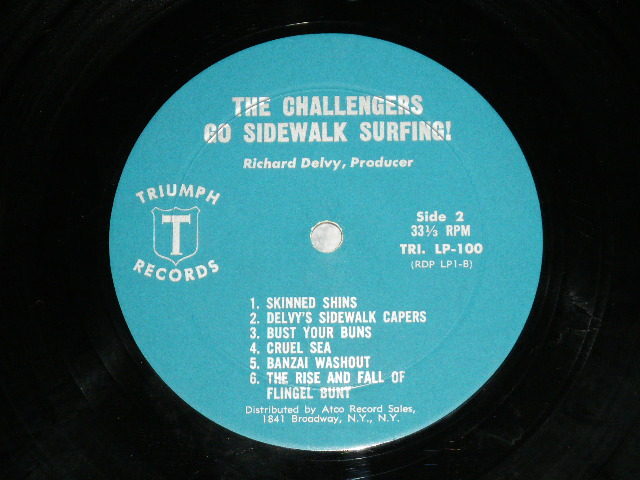 THE CHALLENGERS
GO SIDEWALK SURFING!
Richard Delvy, Producer
TRIUMPH
T
RECORDS
Side 2
33⅓ RPM
TRI. LP-100
(RDP LP1-B)
1. SKINNED SHINS
2. DELVY'S SIDEWALK CAPERS
3. BUST YOUR BUNS
4. CRUEL SEA
5. BANZAI WASHOUT
6. THE RISE AND FALL OF
FLINGEL BUNT
Distributed by Atco Record Sales,
1841 Broadway, N.Y., N.Y.